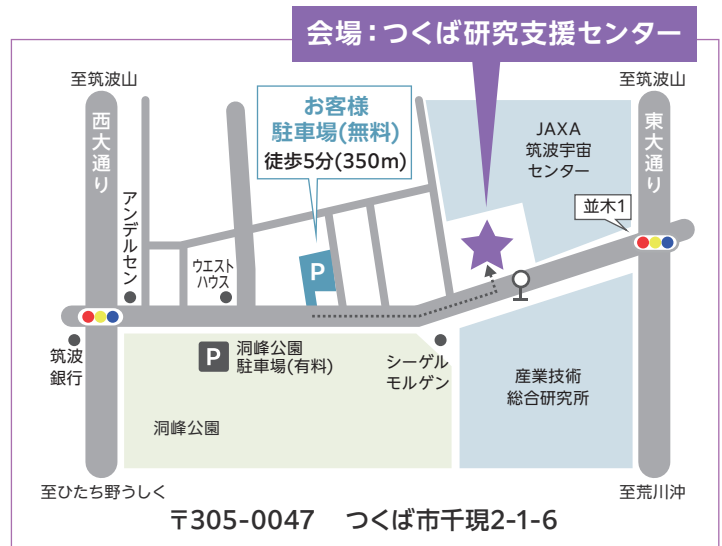 会場：つくば研究支援センター
至筑波山
至筑波山
西大通り
お客様
駐車場(無料)
徒歩5分(350m)
JAXA
筑波宇宙
センター
東大通り
並木1
アンデルセン
ウエスト
ハウス
P
筑波
銀行
P
洞峰公園
駐車場(有料)
シーゲル
モルゲン
産業技術
総合研究所
洞峰公園
至ひたち野うしく
至荒川沖
〒305-0047 つくば市千現2-1-6